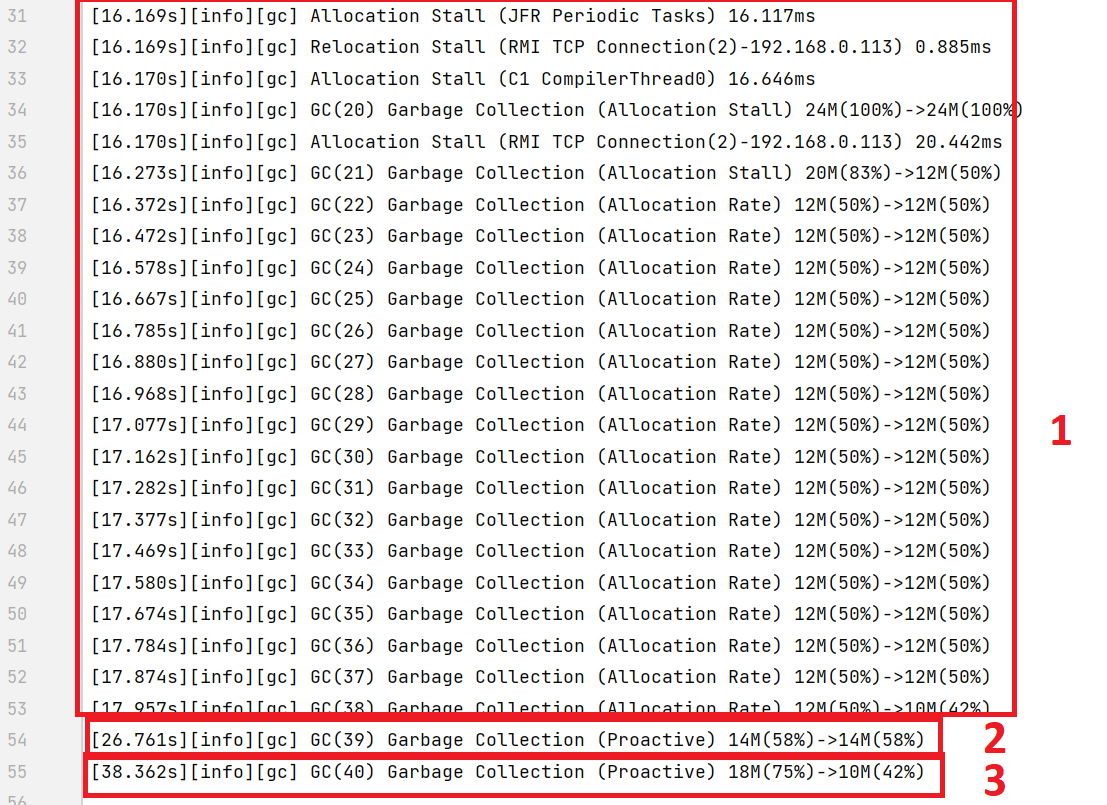 31 [16.169s][info][gc] Allocation Stall (JFR Periodic Tasks) 16.117ms
32 [16.169s][info][gc] Relocation Stall (RMI TCP Connection(2)-192.168.0.113) 0.885ms
33 [16.170s][info][gc] Allocation Stall (C1 CompilerThread0) 16.646ms
34 [16.170s][info][gc] GC(20) Garbage Collection (Allocation Stall) 24M(100%)->24M(100%)
35 [16.170s][info][gc] Allocation Stall (RMI TCP Connection(2)-192.168.0.113) 20.442ms
36 [16.273s][info][gc] GC(21) Garbage Collection (Allocation Stall) 20M(83%)->12M(50%)
37 [16.372s][info][gc] GC(22) Garbage Collection (Allocation Rate) 12M(50%)->12M(50%)
38 [16.472s][info][gc] GC(23) Garbage Collection (Allocation Rate) 12M(50%)->12M(50%)
39 [16.578s][info][gc] GC(24) Garbage Collection (Allocation Rate) 12M(50%)->12M(50%)
40 [16.667s][info][gc] GC(25) Garbage Collection (Allocation Rate) 12M(50%)->12M(50%)
41 [16.785s][info][gc] GC(26) Garbage Collection (Allocation Rate) 12M(50%)->12M(50%)
42 [16.880s][info][gc] GC(27) Garbage Collection (Allocation Rate) 12M(50%)->12M(50%)
43 [16.968s][info][gc] GC(28) Garbage Collection (Allocation Rate) 12M(50%)->12M(50%)
44 [17.077s][info][gc] GC(29) Garbage Collection (Allocation Rate) 12M(50%)->12M(50%)
1
45 [17.162s][info][gc] GC(30) Garbage Collection (Allocation Rate) 12M(50%)->12M(50%)
46 [17.282s][info][gc] GC(31) Garbage Collection (Allocation Rate) 12M(50%)->12M(50%)
47 [17.377s][info][gc] GC(32) Garbage Collection (Allocation Rate) 12M(50%)->12M(50%)
48 [17.469s][info][gc] GC(33) Garbage Collection (Allocation Rate) 12M(50%)->12M(50%)
49 [17.580s][info][gc] GC(34) Garbage Collection (Allocation Rate) 12M(50%)->12M(50%)
50 [17.674s][info][gc] GC(35) Garbage Collection (Allocation Rate) 12M(50%)->12M(50%)
51 [17.784s][info][gc] GC(36) Garbage Collection (Allocation Rate) 12M(50%)->12M(50%)
52 [17.874s][info][gc] GC(37) Garbage Collection (Allocation Rate) 12M(50%)->12M(50%)
53 [17.957s][info][gc] GC(38) Garbage Collection (Allocation Rate) 12M(50%)->10M(42%)
54 [26.761s][info][gc] GC(39) Garbage Collection (Proactive) 14M(58%)->14M(58%)
2
55 [38.362s][info][gc] GC(40) Garbage Collection (Proactive) 18M(75%)->10M(42%)
3
56